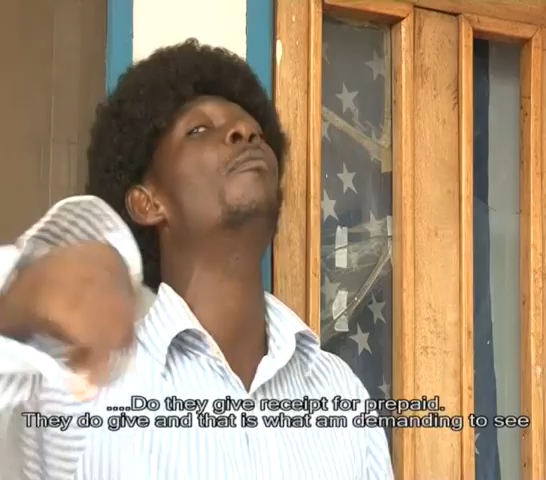 ....Do they give receipt for prepaid.
They do give and that is what am demanding to see